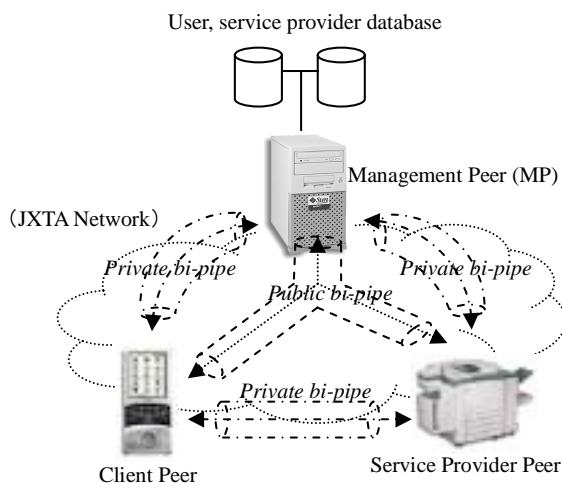 User, service provider database
Management Peer (MP)
(JXTA Network)
Private bi-pipe
Private bi-pipe
Public bi-pipe
Private bi-pipe
Client Peer
Service Provider Peer